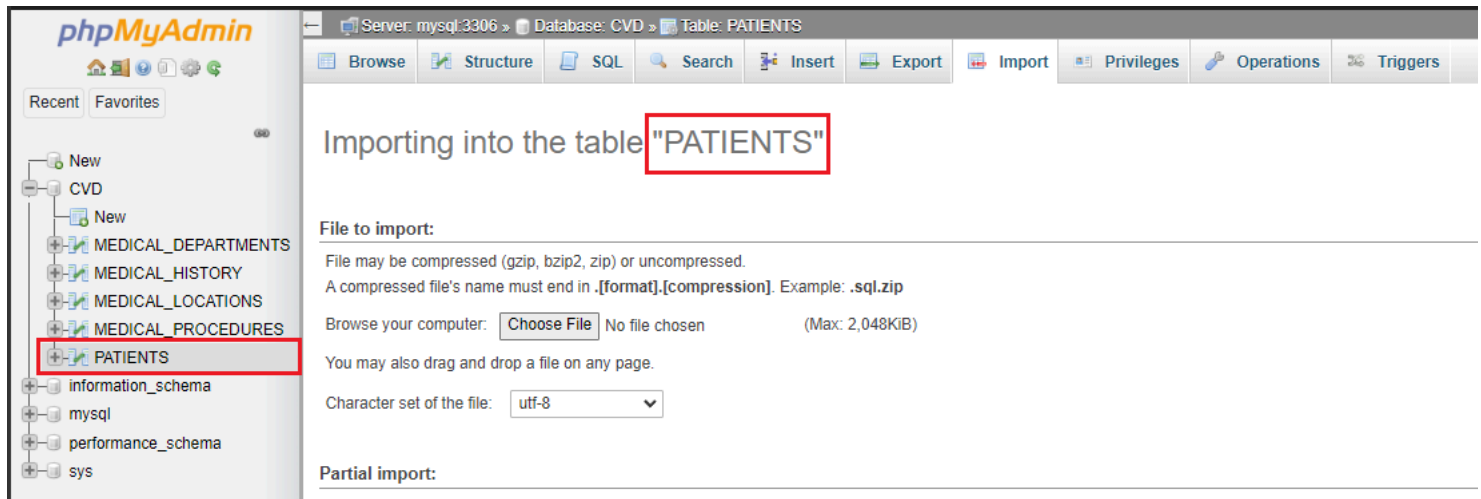 phpMyAdmin
Recent Favorites
New
CVD
New
MEDICAL_DEPARTMENTS
MEDICAL_HISTORY
MEDICAL_LOCATIONS
MEDICAL_PROCEDURES
PATIENTS
information_schema
mysql
performance_schema
sys
Server: mysql:3306 » Database: CVD » Table: PATIENTS
Browse Structure SQL Search Insert Export Import Privileges Operations Triggers
Importing into the table "PATIENTS"
File to import:
File may be compressed (gzip, bzip2, zip) or uncompressed.
A compressed file's name must end in .[format].[compression]. Example: .sql.zip
Browse your computer: Choose File No file chosen (Max: 2,048KiB)
You may also drag and drop a file on any page.
Character set of the file: utf-8
Partial import: